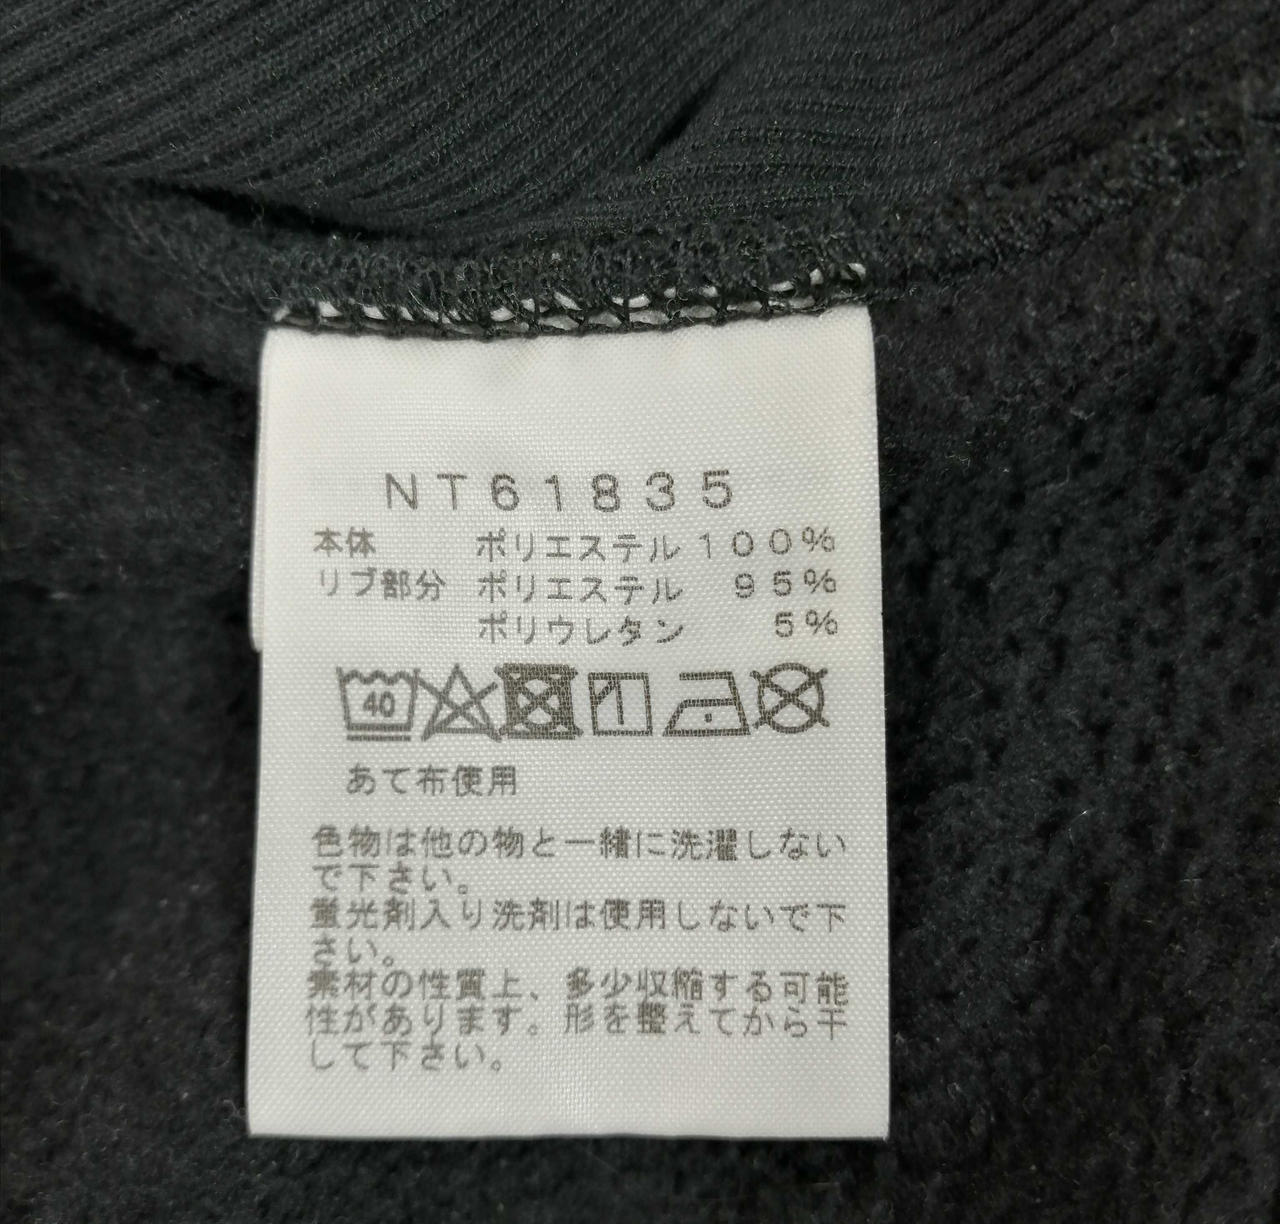 NT61835
本体 ポリエステル 100%
リブ部分 ポリエステル 95%
ポリウレタン 5%
40
あて布使用
色物は他の物と一緒に洗濯しない
で下さい。
蛍光剤入り洗剤は使用しないで下
さい。
素材の性質上、多少収縮する可能
性があります。形を整えてから干
して下さい。